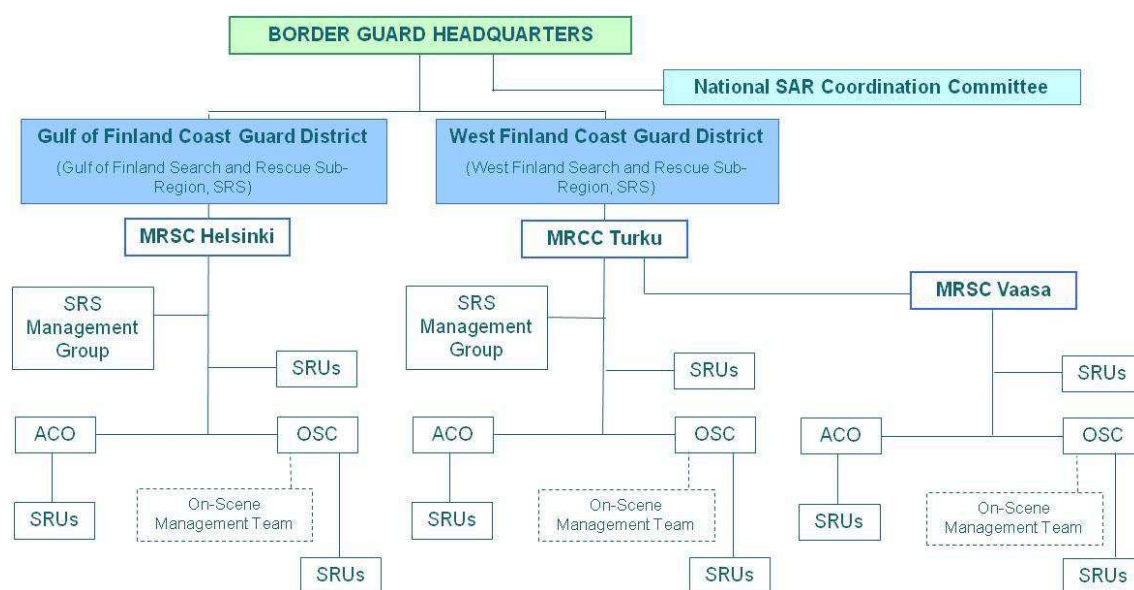 BORDER GUARD HEADQUARTERS
National SAR Coordination Committee
Gulf of Finland Coast Guard District
(Gulf of Finland Search and Rescue Sub-
Region, SRS)
West Finland Coast Guard District
(West Finland Search and Rescue Sub-
Region, SRS)
MRSC Helsinki
MRCC Turku
MRSC Vaasa
SRS
Management
Group
SRS
Management
Group
SRUs
SRUs
SRUs
ACO
OSC
ACO
OSC
ACO
OSC
SRUs
On-Scene
Management Team
SRUs
On-Scene
Management Team
SRUs
On-Scene
Management Team
SRUs
SRUs
SRUs